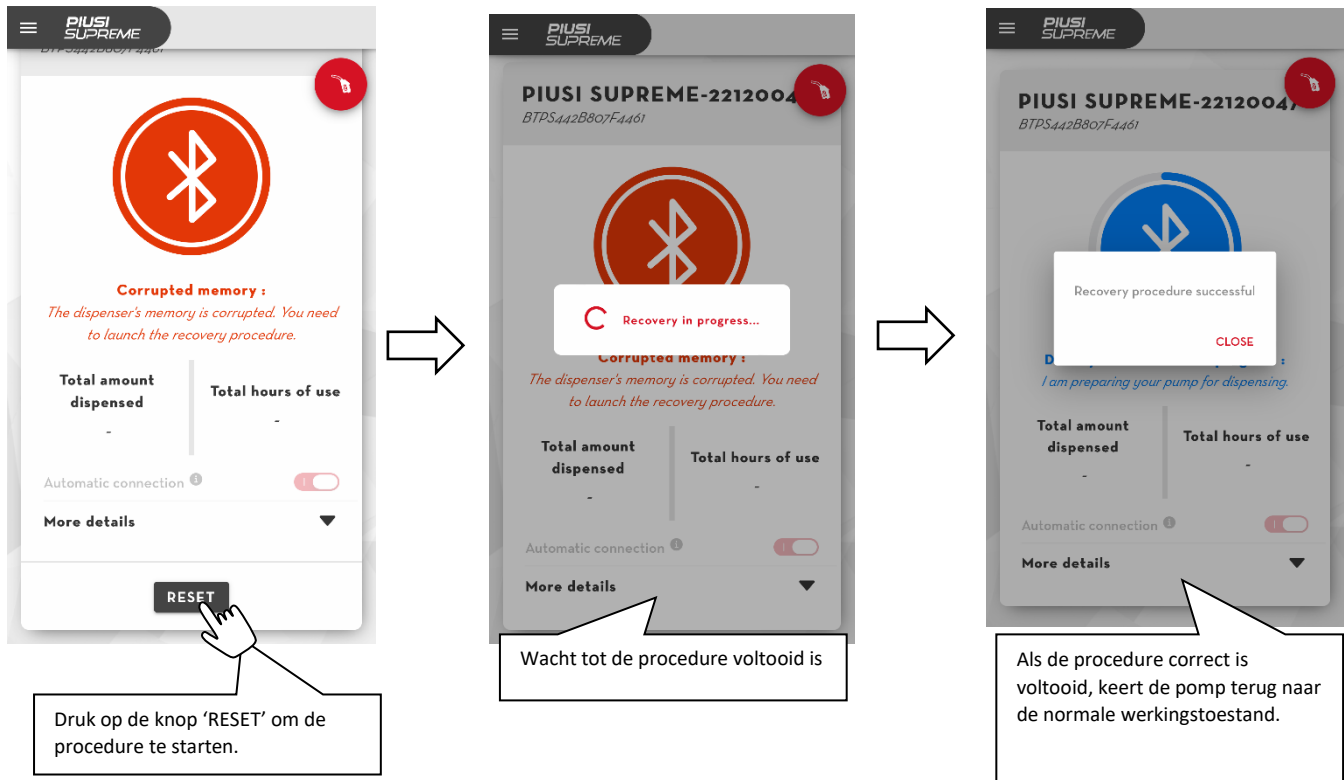 PIUSI
SUPREME
Corrupted memory :
The dispenser's memory is corrupted. You need
to launch the recovery procedure.
Total amount
dispensed
-
Total hours of use
-
Automatic connection
More details
RESET
Druk op de knop ‘RESET’ om de
procedure te starten.
PIUSI
SUPREME
PIUSI SUPREME-2212004
BTPS442B807F4461
Recovery in progress...
Corrupted memory :
The dispenser's memory is corrupted. You need
to launch the recovery procedure.
Total amount
dispensed
-
Total hours of use
-
Automatic connection
More details
Wacht tot de procedure voltooid is
PIUSI
SUPREME
PIUSI SUPREME-22120047
BTPS442B807F4461
Recovery procedure successful
CLOSE
I am preparing your pump for dispensing.
Total amount
dispensed
-
Total hours of use
-
Automatic connection
More details
Als de procedure correct is
voltooid, keert de pomp terug naar
de normale werkingstoestand.